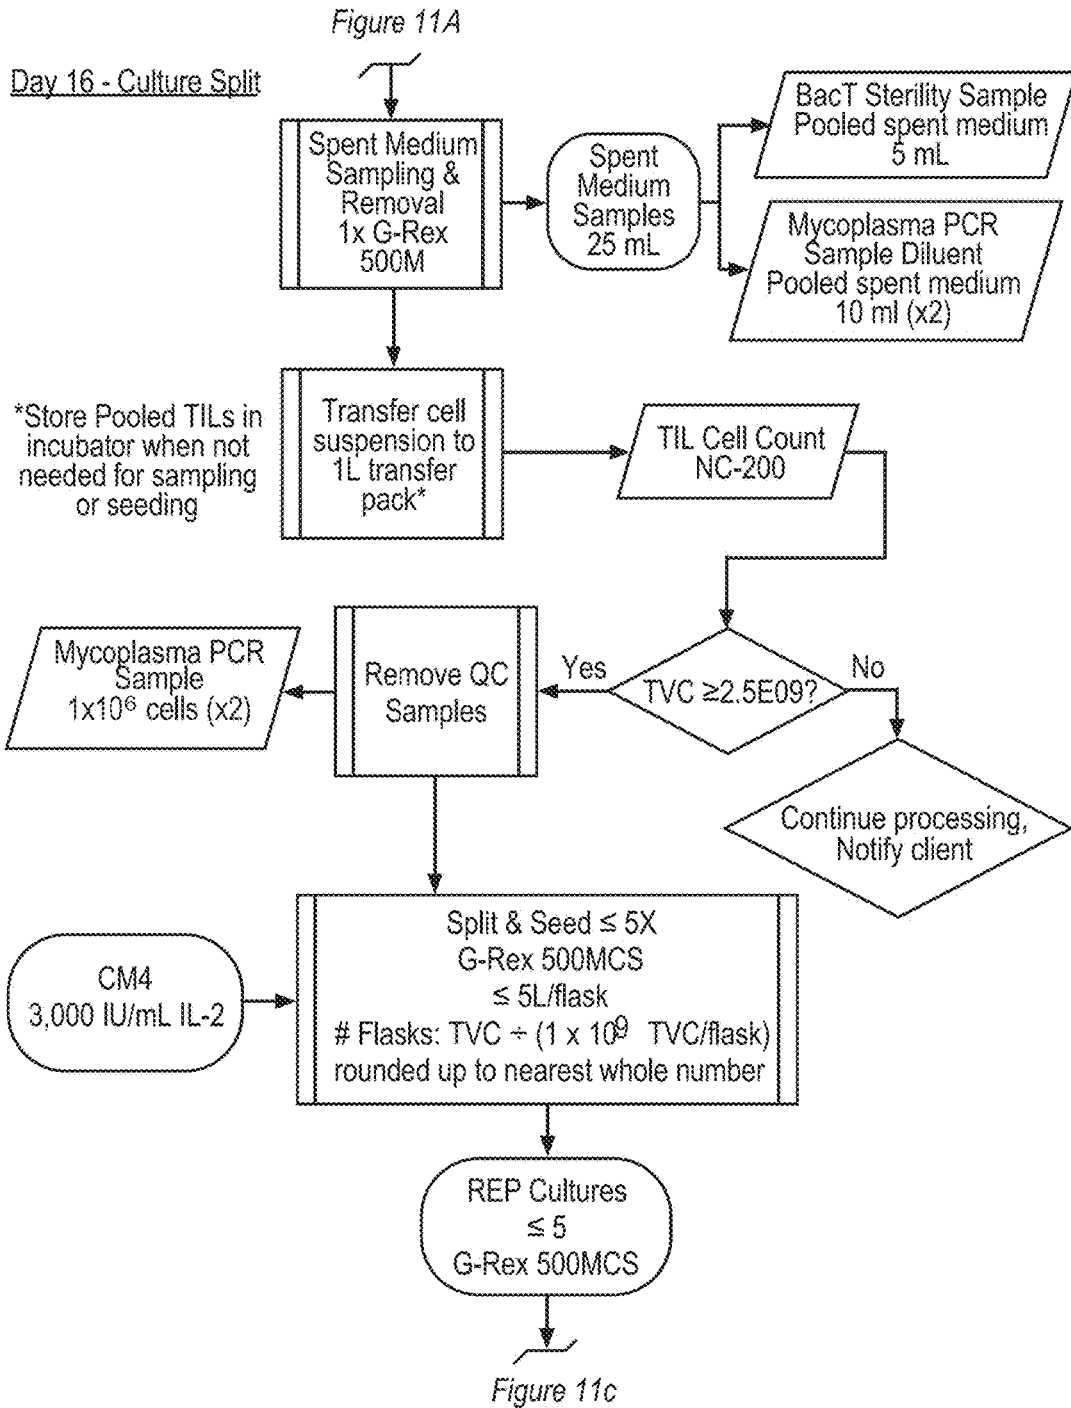 Figure 11A
Day 16 - Culture Split
Spent Medium
Sampling &
Removal
1x G-Rex
500M
Spent
Medium
Samples
25 mL
BacT Sterility Sample
Pooled spent medium
5 mL
Mycoplasma PCR
Sample Diluent
Pooled spent medium
10 ml (x2)
*Store Pooled TILs in
incubator when not
needed for sampling
or seeding
Transfer cell
suspension to
1L transfer
pack*
TIL Cell Count
NC-200
Mycoplasma PCR
Sample
1x10⁶ cells (x2)
Remove QC
Samples
Yes
TVC ≥2.5E09?
No
Continue processing,
Notify client
CM4
3,000 IU/mL IL-2
Split & Seed ≤ 5X
G-Rex 500MCS
≤ 5L/flask
# Flasks: TVC ÷ (1 x 10⁹ TVC/flask)
rounded up to nearest whole number
REP Cultures
≤ 5
G-Rex 500MCS
Figure 11c